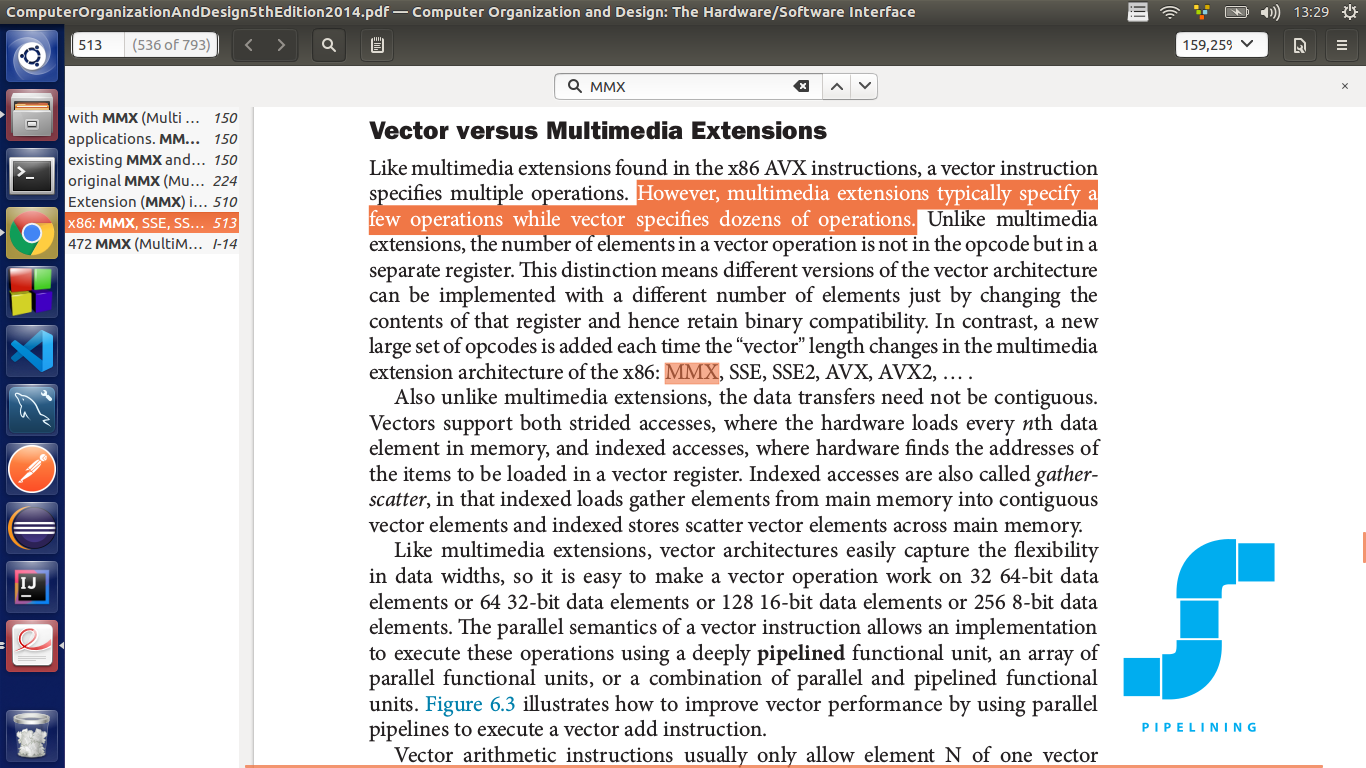 ComputerOrganizationAndDesign5thEdition2014.pdf — Computer Organization and Design: The Hardware/Software Interface
13:29
513
(536 of 793)
159,25%
MMX
×
with MMX (Multi ... 150
applications. MM... 150
existing MMX and... 150
original MMX (Mu... 224
Extension (MMX) i... 510
x86: MMX, SSE, SS... 513
472 MMX (MultiM... I-14
Vector versus Multimedia Extensions
Like multimedia extensions found in the x86 AVX instructions, a vector instruction
specifies multiple operations. However, multimedia extensions typically specify a
few operations while vector specifies dozens of operations. Unlike multimedia
extensions, the number of elements in a vector operation is not in the opcode but in a
separate register. This distinction means different versions of the vector architecture
can be implemented with a different number of elements just by changing the
contents of that register and hence retain binary compatibility. In contrast, a new
large set of opcodes is added each time the “vector” length changes in the multimedia
extension architecture of the x86: MMX, SSE, SSE2, AVX, AVX2, … .
Also unlike multimedia extensions, the data transfers need not be contiguous.
Vectors support both strided accesses, where the hardware loads every nth data
element in memory, and indexed accesses, where hardware finds the addresses of
the items to be loaded in a vector register. Indexed accesses are also called gather-
scatter, in that indexed loads gather elements from main memory into contiguous
vector elements and indexed stores scatter vector elements across main memory.
Like multimedia extensions, vector architectures easily capture the flexibility
in data widths, so it is easy to make a vector operation work on 32 64-bit data
elements or 64 32-bit data elements or 128 16-bit data elements or 256 8-bit data
elements. The parallel semantics of a vector instruction allows an implementation
to execute these operations using a deeply pipelined functional unit, an array of
parallel functional units, or a combination of parallel and pipelined functional
units. Figure 6.3 illustrates how to improve vector performance by using parallel
pipelines to execute a vector add instruction.
Vector arithmetic instructions usually only allow element N of one vector
PIPELINING
IJ